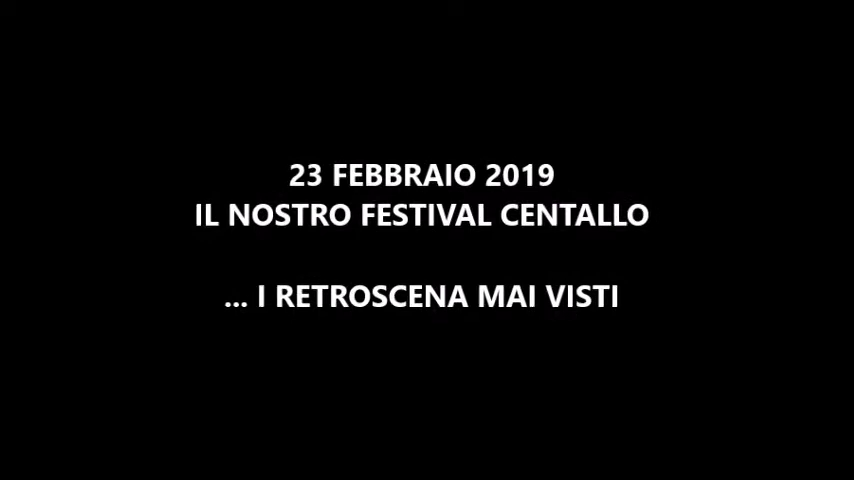 23 FEBBRAIO 2019
IL NOSTRO FESTIVAL CENTALLO
... I RETROSCENA MAI VISTI